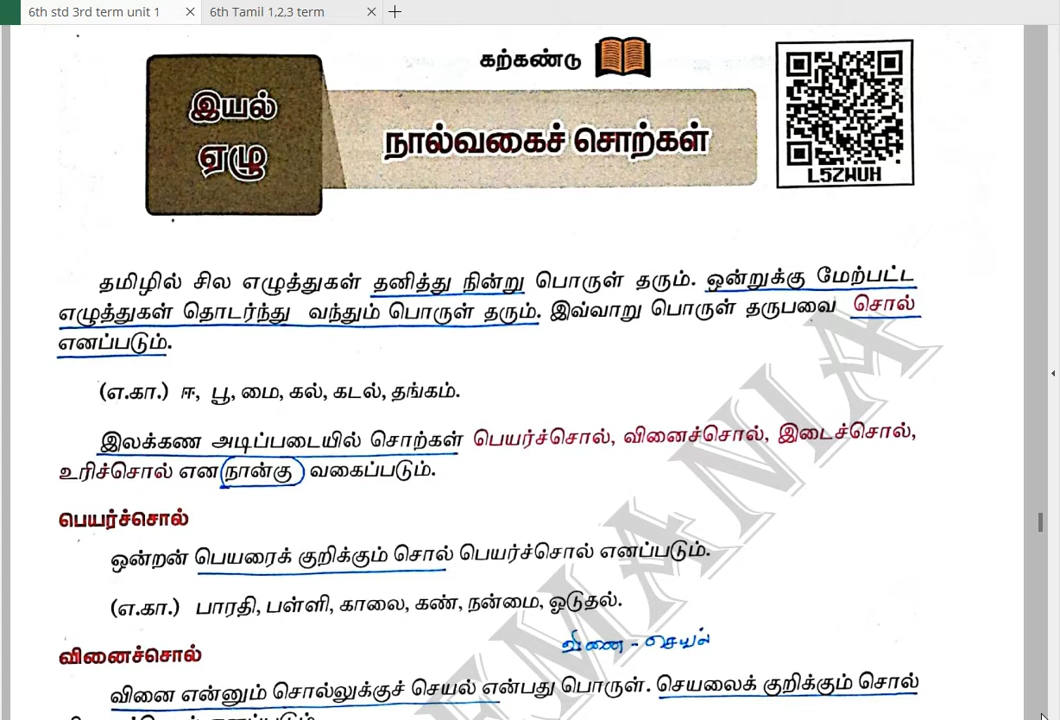 6th std 3rd term unit 1
6th Tamil 1,2,3 term
கற்கண்டு
இயல்
ஏழு
நால்வகைச் சொற்கள்
L5ZWUH
தமிழில் சில எழுத்துகள் தனித்து நின்று பொருள் தரும். ஒன்றுக்கு மேற்பட்ட
எழுத்துகள் தொடர்ந்து வந்தும் பொருள் தரும். இவ்வாறு பொருள் தருபவை சொல்
எனப்படும்.
(எ.கா.) ஈ, பூ, மை, கல், கடல், தங்கம்.
இலக்கண அடிப்படையில் சொற்கள் பெயர்ச்சொல், வினைச்சொல், இடைச்சொல்,
உரிச்சொல் என நான்கு வகைப்படும்.
பெயர்ச்சொல்
ஒன்றன் பெயரைக் குறிக்கும் சொல் பெயர்ச்சொல் எனப்படும்.
(எ.கா.) பாரதி, பள்ளி, காலை, கண், நன்மை, ஓடுதல்.
வினை - செயல்
வினைச்சொல்
வினை என்னும் சொல்லுக்குச் செயல் என்பது பொருள். செயலைக் குறிக்கும் சொல்